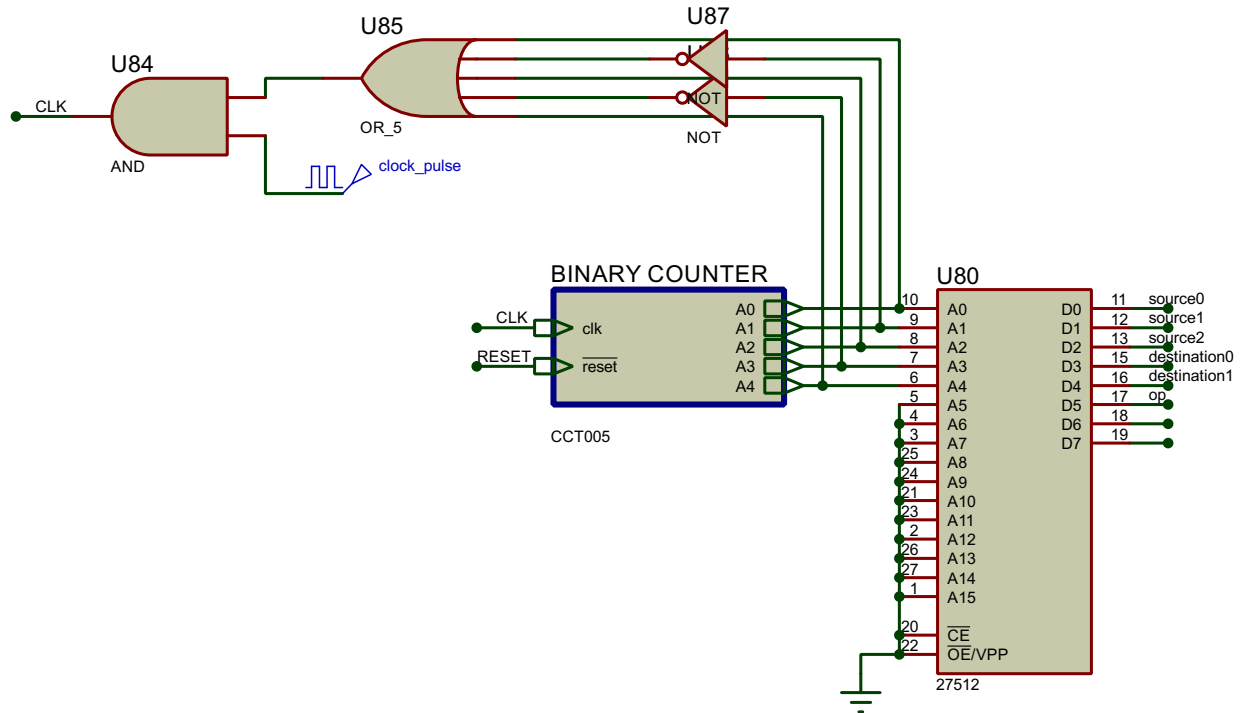 U87
U85
U84
CLK
NOT
OR_5
NOT
AND
clock_pulse
BINARY COUNTER
U80
A0
A1
A2
A3
A4
CLK
clk
RESET
reset
CCT005
10
9
8
7
6
5
4
3
25
24
21
23
2
26
27
1
20
22
A0
A1
A2
A3
A4
A5
A6
A7
A8
A9
A10
A11
A12
A13
A14
A15
CE
OE/VPP
D0
D1
D2
D3
D4
D5
D6
D7
11
12
13
15
16
17
18
19
source0
source1
source2
destination0
destination1
op
27512